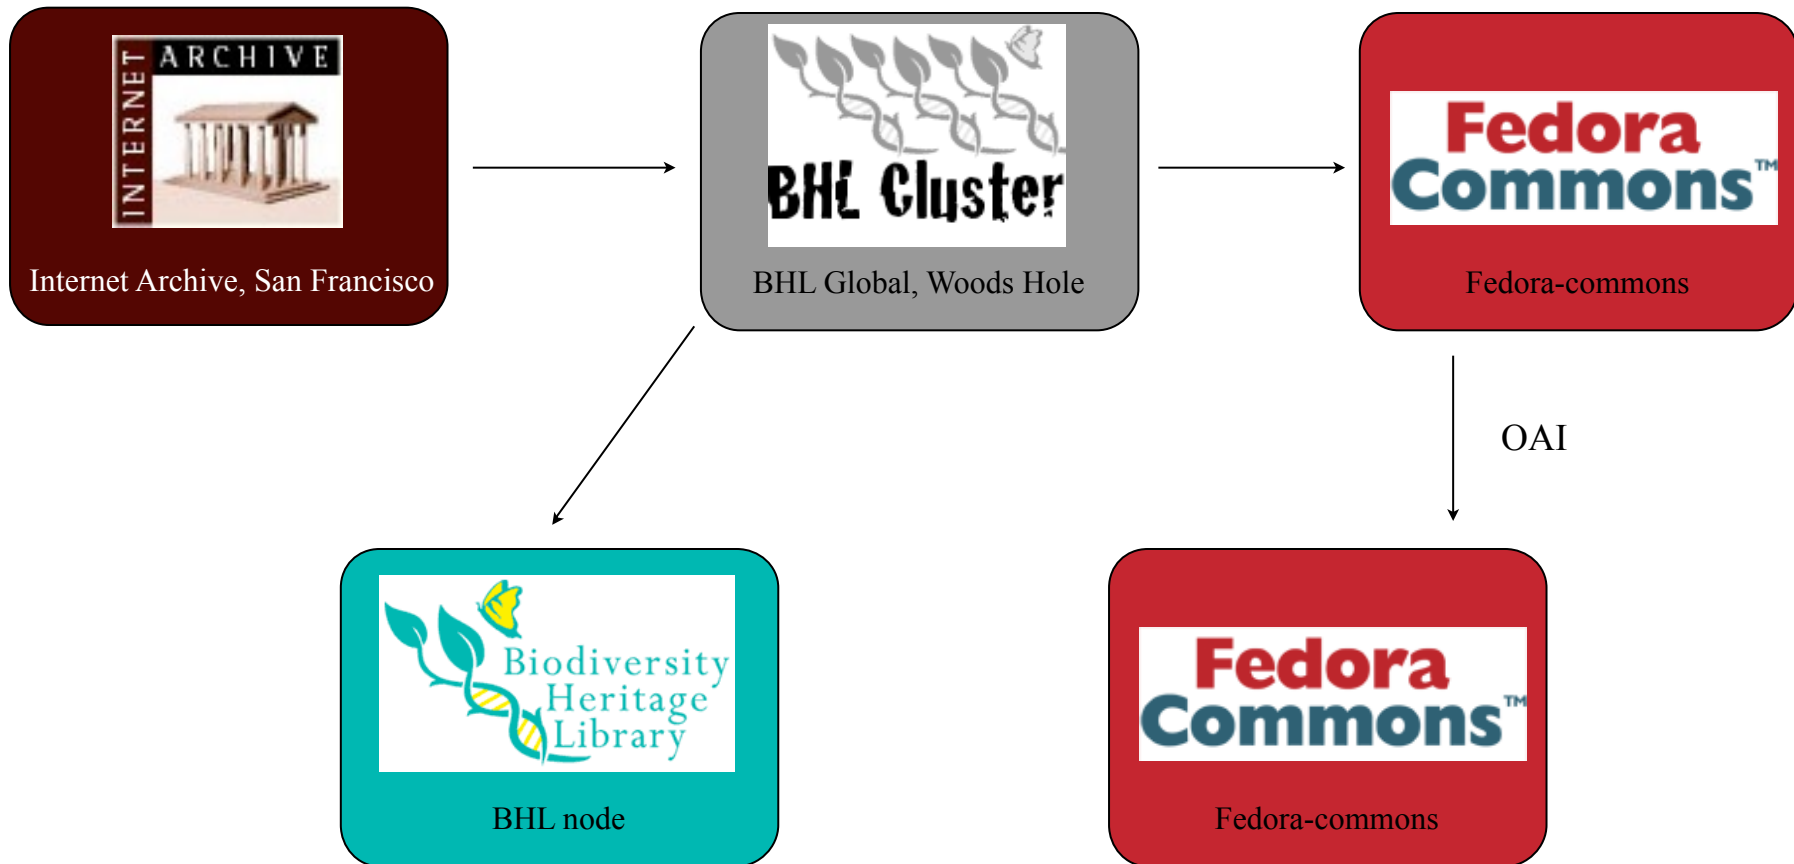 INTERNET
ARCHIVE
Internet Archive, San Francisco
BHL Cluster
BHL Global, Woods Hole
Fedora
Commons™
Fedora-commons
OAI
Biodiversity
Heritage
Library
BHL node
Fedora
Commons™
Fedora-commons